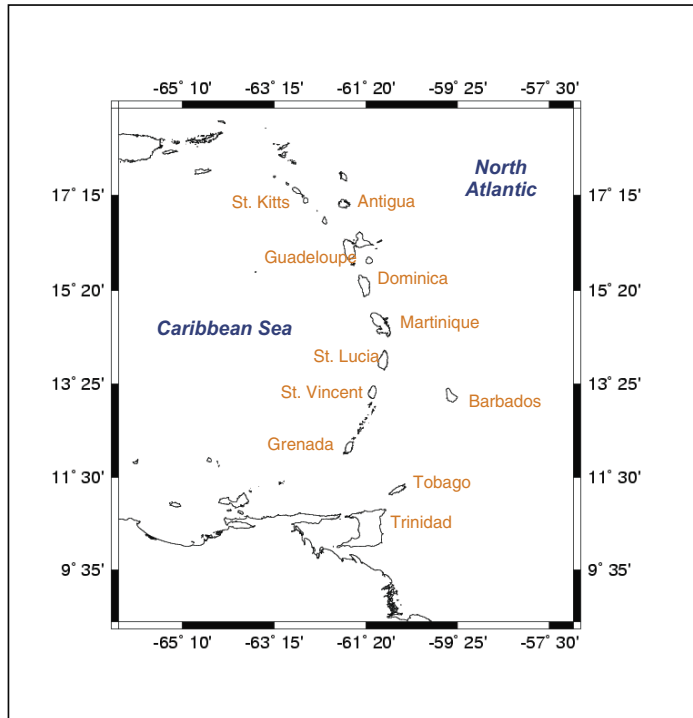 -65° 10' -63° 15' -61° 20' -59° 25' -57° 30'
North
Atlantic
17° 15' 17° 15'
St. Kitts Antigua
Guadeloupe
Dominica
15° 20' 15° 20'
Martinique
Caribbean Sea
St. Lucia
13° 25' 13° 25'
St. Vincent
Barbados
Grenada
11° 30' 11° 30'
Tobago
Trinidad
9° 35' 9° 35'
-65° 10' -63° 15' -61° 20' -59° 25' -57° 30'